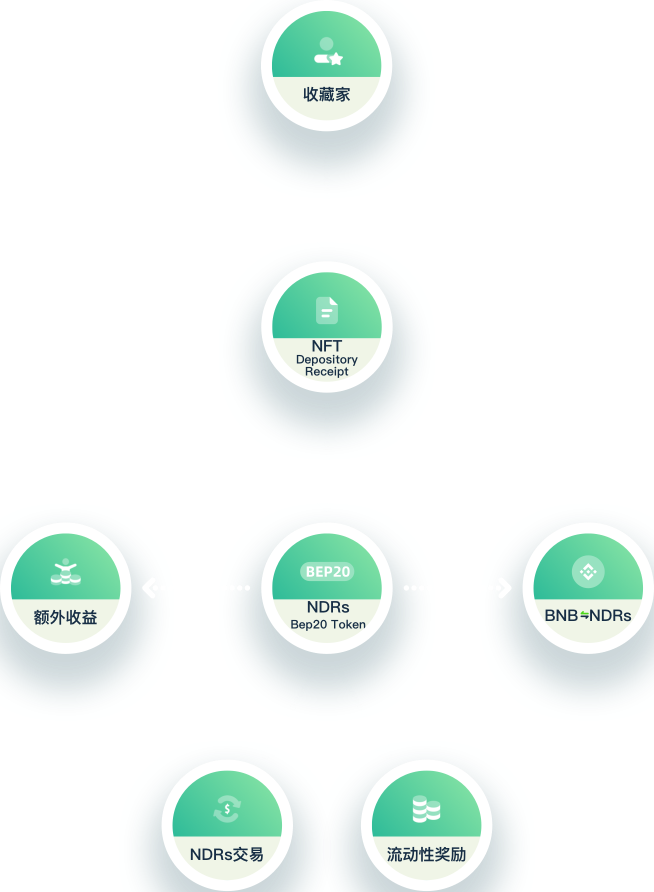 收藏家
NFT
Depository
Receipt
额外收益
BEP20
NDRs
Bep20 Token
BNB⇋NDRs
$
NDRs交易
流动性奖励